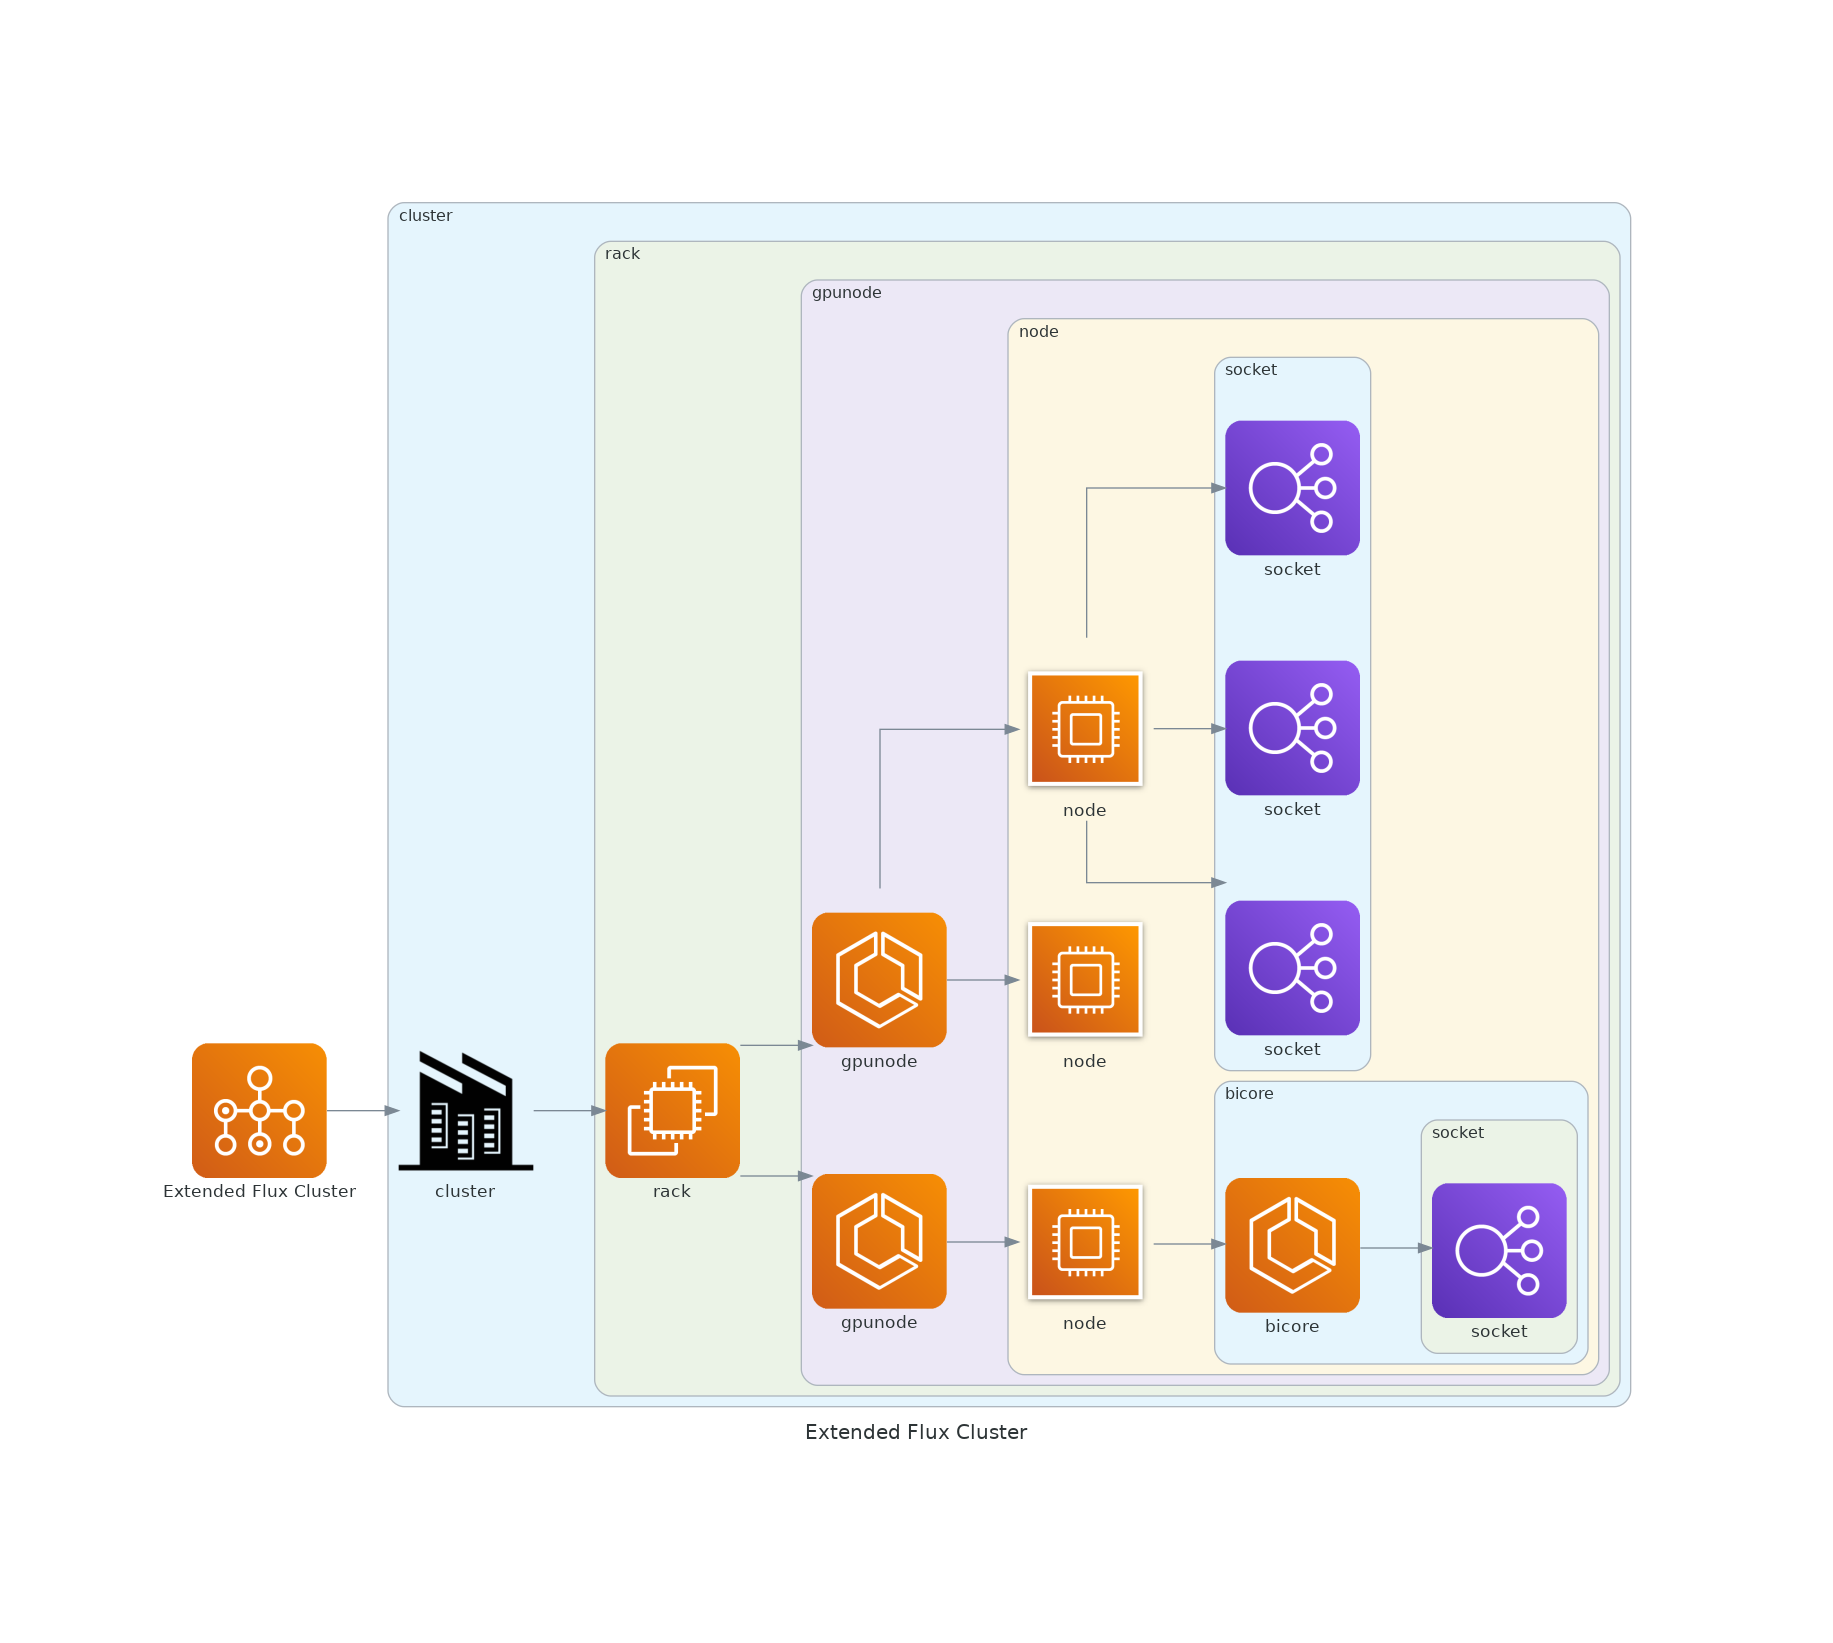 cluster
rack
gpunode
node
socket
socket
socket
node
socket
gpunode
node
bicore
socket
Extended Flux Cluster
cluster
rack
gpunode
node
bicore
socket
Extended Flux Cluster